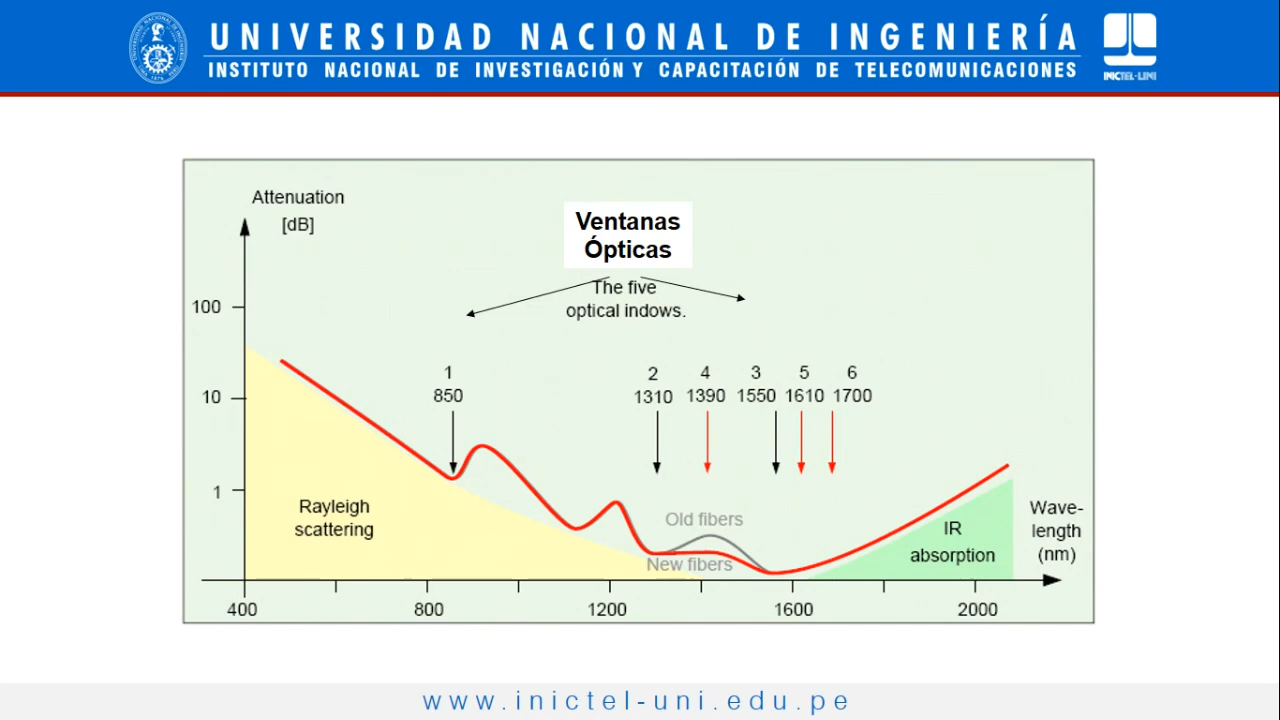 UNIVERSIDAD NACIONAL DE INGENIERÍA
INSTITUTO NACIONAL DE INVESTIGACIÓN Y CAPACITACIÓN DE TELECOMUNICACIONES
INICTEL-UNI
Attenuation
[dB]
Ventanas
Ópticas
The five
optical indows.
100
10
1
1
850
2
1310
4
1390
3
1550
5
1610
6
1700
Rayleigh
scattering
Old fibers
New fibers
IR
absorption
Wave-
length
(nm)
400 800 1200 1600 2000
www.inictel-uni.edu.pe